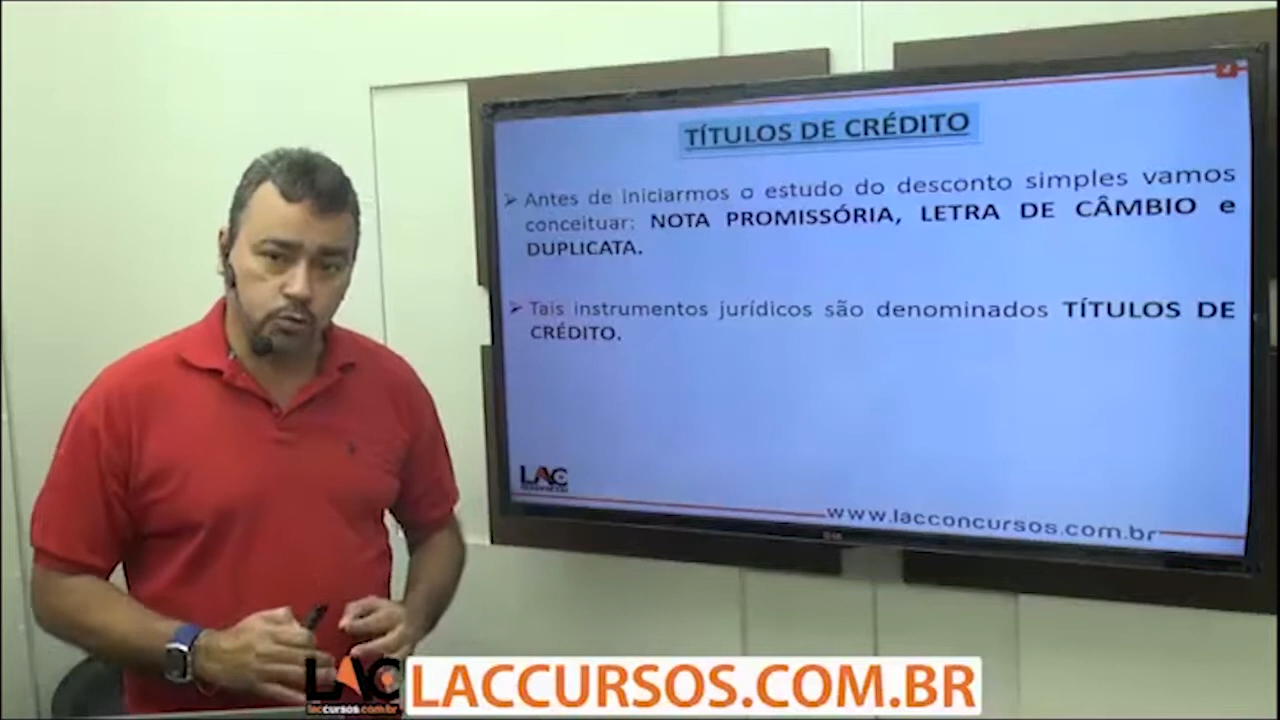 TÍTULOS DE CRÉDITO
➢ Antes de iniciarmos o estudo do desconto simples vamos
conceituar: NOTA PROMISSÓRIA, LETRA DE CÂMBIO e
DUPLICATA.
➢ Tais instrumentos jurídicos são denominados TÍTULOS DE
CRÉDITO.
LAC
www.lacconcursos.com.br
LAC
laccursos.com.br
LACCURSOS.COM.BR